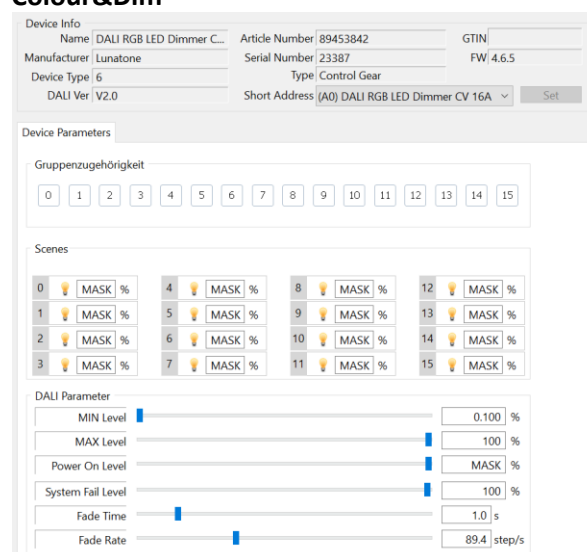 Colour&Dim
Device Info
Name DALI RGB LED Dimmer C... Article Number 89453842 GTIN
Manufacturer Lunatone Serial Number 23387 FW 4.6.5
Device Type 6 Type Control Gear
DALI Ver V2.0 Short Address (A0) DALI RGB LED Dimmer CV 16A Set
Device Parameters
Gruppenzugehörigkeit
0 1 2 3 4 5 6 7 8 9 10 11 12 13 14 15
Scenes
0 MASK % 4 MASK % 8 MASK % 12 MASK %
1 MASK % 5 MASK % 9 MASK % 13 MASK %
2 MASK % 6 MASK % 10 MASK % 14 MASK %
3 MASK % 7 MASK % 11 MASK % 15 MASK %
DALI Parameter
MIN Level 0.100 %
MAX Level 100 %
Power On Level MASK %
System Fail Level 100 %
Fade Time 1.0 s
Fade Rate 89.4 step/s